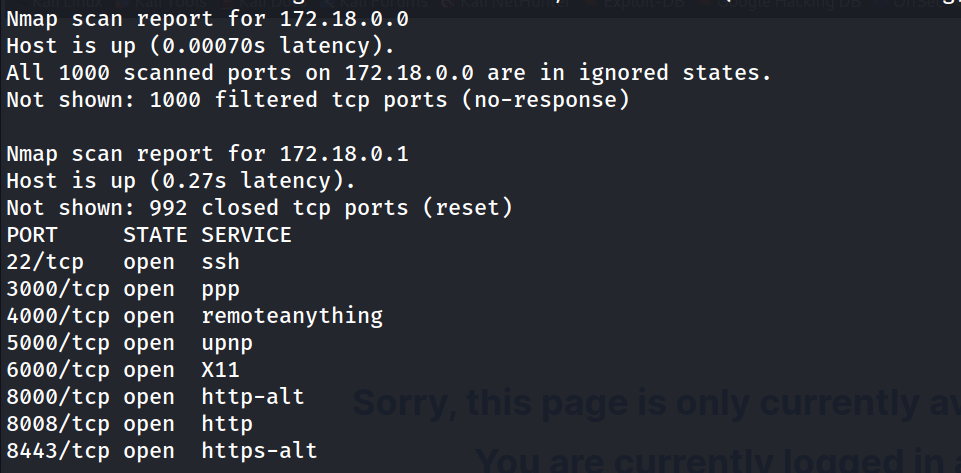 Nmap scan report for 172.18.0.0
Host is up (0.00070s latency).
All 1000 scanned ports on 172.18.0.0 are in ignored states.
Not shown: 1000 filtered tcp ports (no-response)
Nmap scan report for 172.18.0.1
Host is up (0.27s latency).
Not shown: 992 closed tcp ports (reset)
PORT     STATE SERVICE
22/tcp   open  ssh
3000/tcp open  ppp
4000/tcp open  remoteanything
5000/tcp open  upnp
6000/tcp open  X11
8000/tcp open  http-alt
Sorry, this page is only currently
8008/tcp open  http
8443/tcp open  https-alt
You are currently logged in